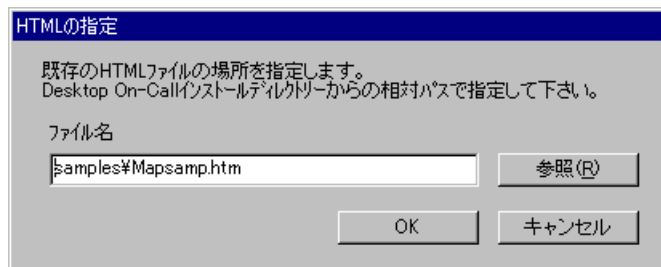 HTMLの指定
既存のHTMLファイルの場所を指定します。
Desktop On-Callインストールディレクトリーからの相対パスで指定して下さい。
ファイル名
samples¥Mapsamp.htm
参照(R)
OK
キャンセル